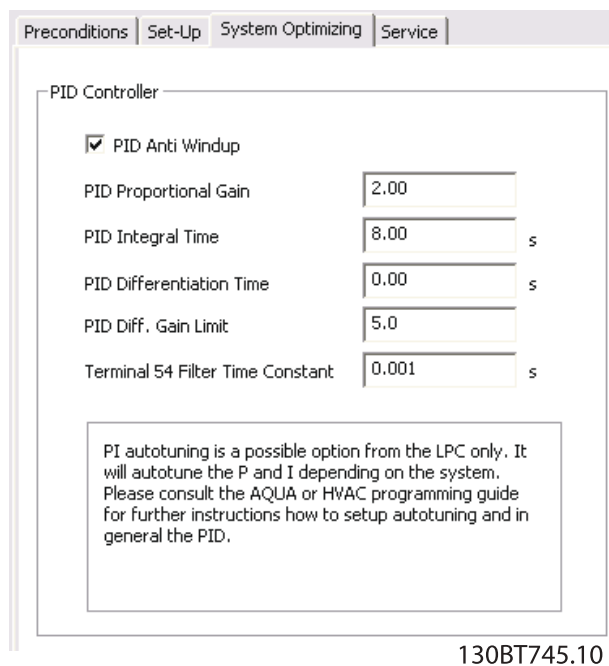 Preconditions Set-Up System Optimizing Service
PID Controller
PID Anti Windup
PID Proportional Gain 2.00
PID Integral Time 8.00 s
PID Differentiation Time 0.00 s
PID Diff. Gain Limit 5.0
Terminal 54 Filter Time Constant 0.001 s
PI autotuning is a possible option from the LPC only. It
will autotune the P and I depending on the system.
Please consult the AQUA or HVAC programming guide
for further instructions how to setup autotuning and in
general the PID.
130BT745.10